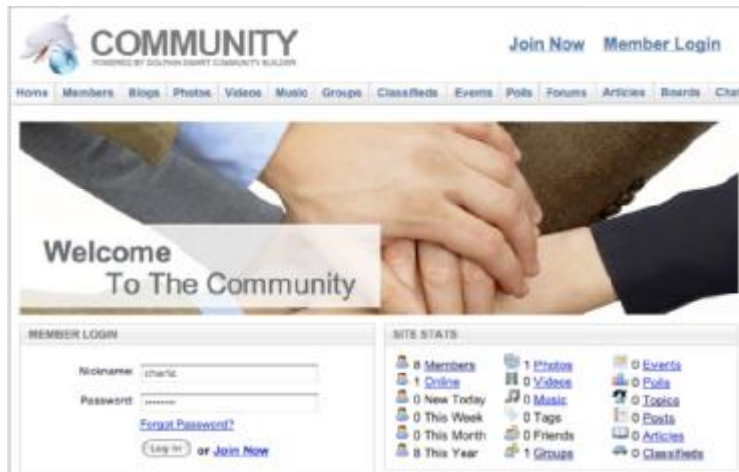 COMMUNITY
POWERED BY DOLPHIN SMART COMMUNITY BUILDER
Join Now Member Login
Home Members Blogs Photos Videos Music Groups Classifieds Events Polls Forums Articles Boards Chat
Welcome
To The Community
MEMBER LOGIN
Nickname
Password
Forgot Password?
Log In or Join Now
SITE STATS
8 Members 1 Photos 0 Events
1 Online 0 Videos 0 Polls
0 New Today 0 Music 0 Topics
0 This Week 0 Tags 0 Posts
0 This Month 0 Friends 0 Articles
8 This Year 1 Groups 0 Classifieds